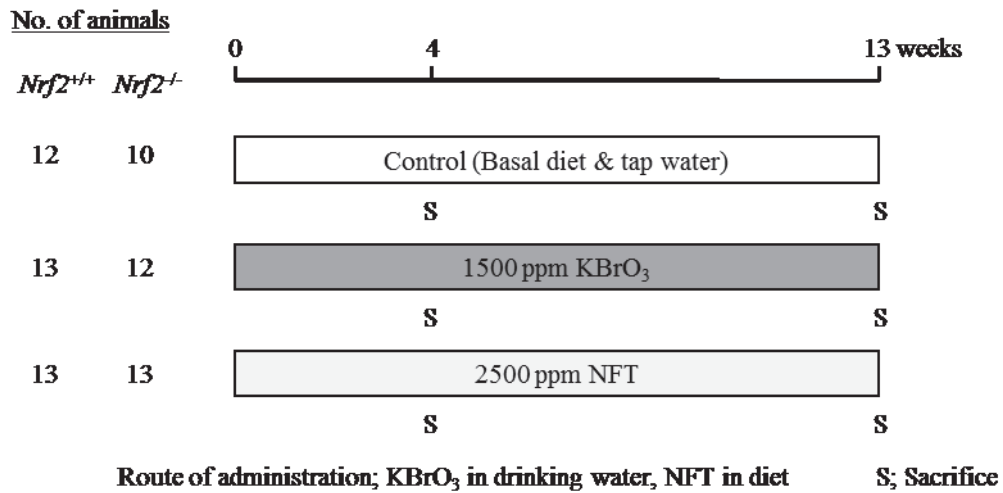 No. of animals
0 4 13 weeks
Nrf2+/+ Nrf2-/-
12 10 Control (Basal diet & tap water)
S S
13 12 1500 ppm KBrO₃
S S
13 13 2500 ppm NFT
S S
Route of administration; KBrO₃ in drinking water, NFT in diet S; Sacrifice